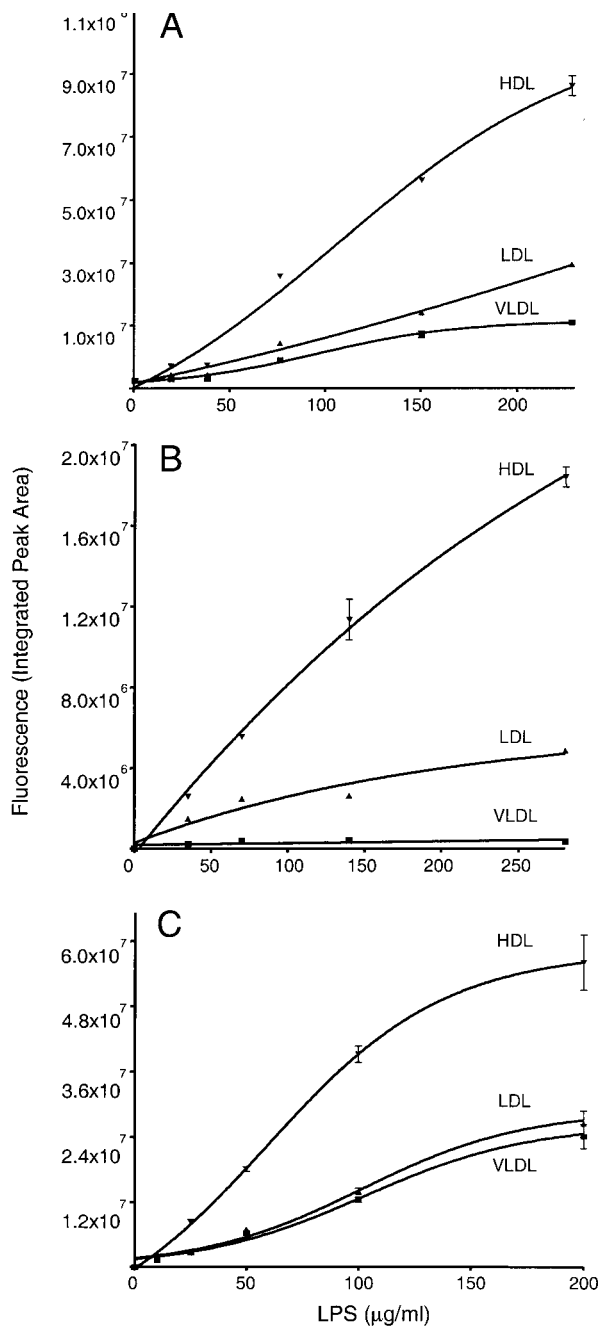 A
1.1x10
9.0x10 7
7.0x10 7
5.0x10 7
3.0x10 7
1.0x10 7
HDL
LDL
VLDL
0 50 100 150 200
B
2.0x10 7
1.6x10 7
1.2x10 7
8.0x10 6
4.0x10 6
HDL
LDL
VLDL
0 50 100 150 200 250
Fluorescence (Integrated Peak Area)
C
6.0x10 7
4.8x10 7
3.6x10 7
2.4x10 7
1.2x10 7
HDL
LDL
VLDL
0 50 100 150 200
LPS (μg/ml)